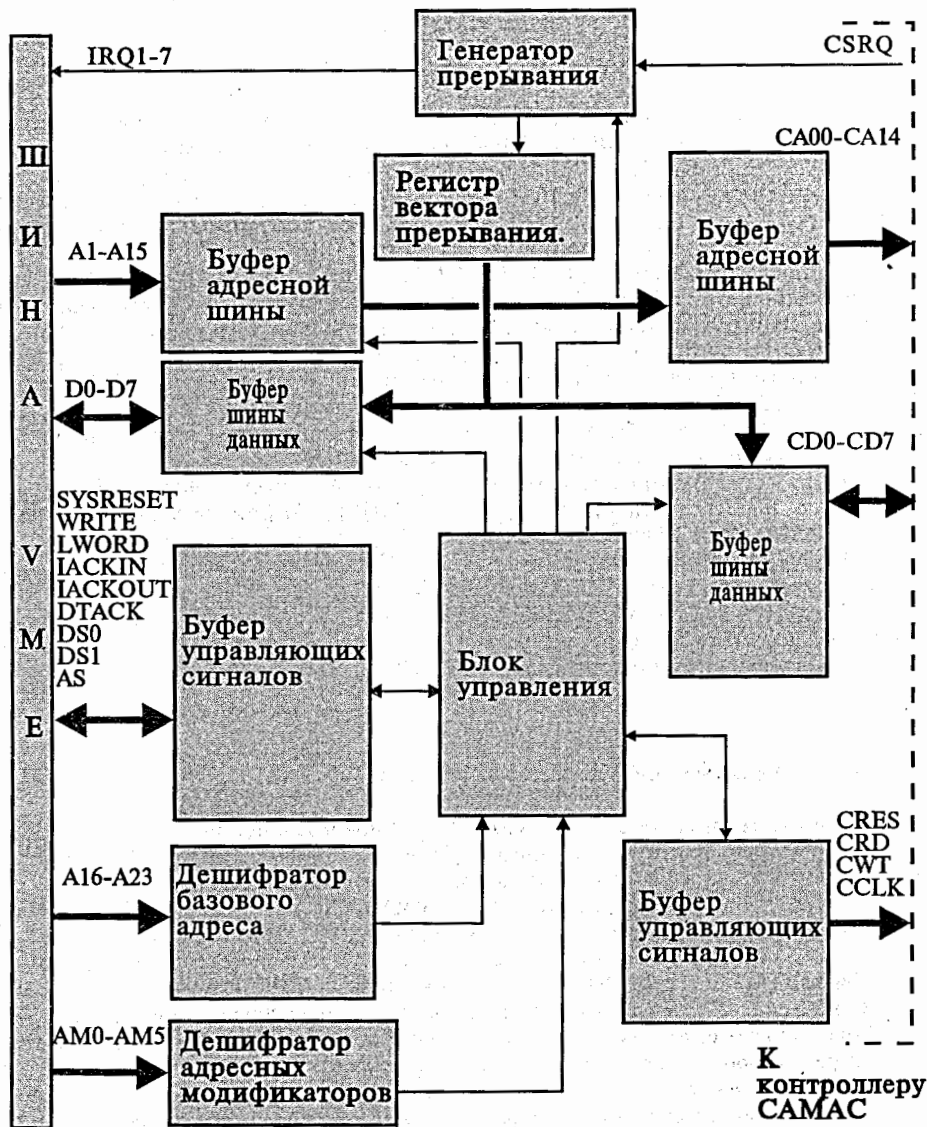 ШИНА VME
IRQ1-7
Генератор
прерывания
CSRQ
Регистр
вектора
прерывания.
CA00-CA14
A1-A15
Буфер
адресной
шины
Буфер
адресной
шины
D0-D7
Буфер
шины
данных
CD0-CD7
Буфер
шины
данных
SYSRESET
WRITE
LWORD
IACKIN
IACKOUT
DTACK
DS0
DS1
AS
Буфер
управляющих
сигналов
Блок
управления
A16-A23
Дешифратор
базового
адреса
CRES
CRD
CWT
CCLK
Буфер
управляющих
сигналов
AM0-AM5
Дешифратор
адресных
модификаторов
К
контроллеру
САМАС